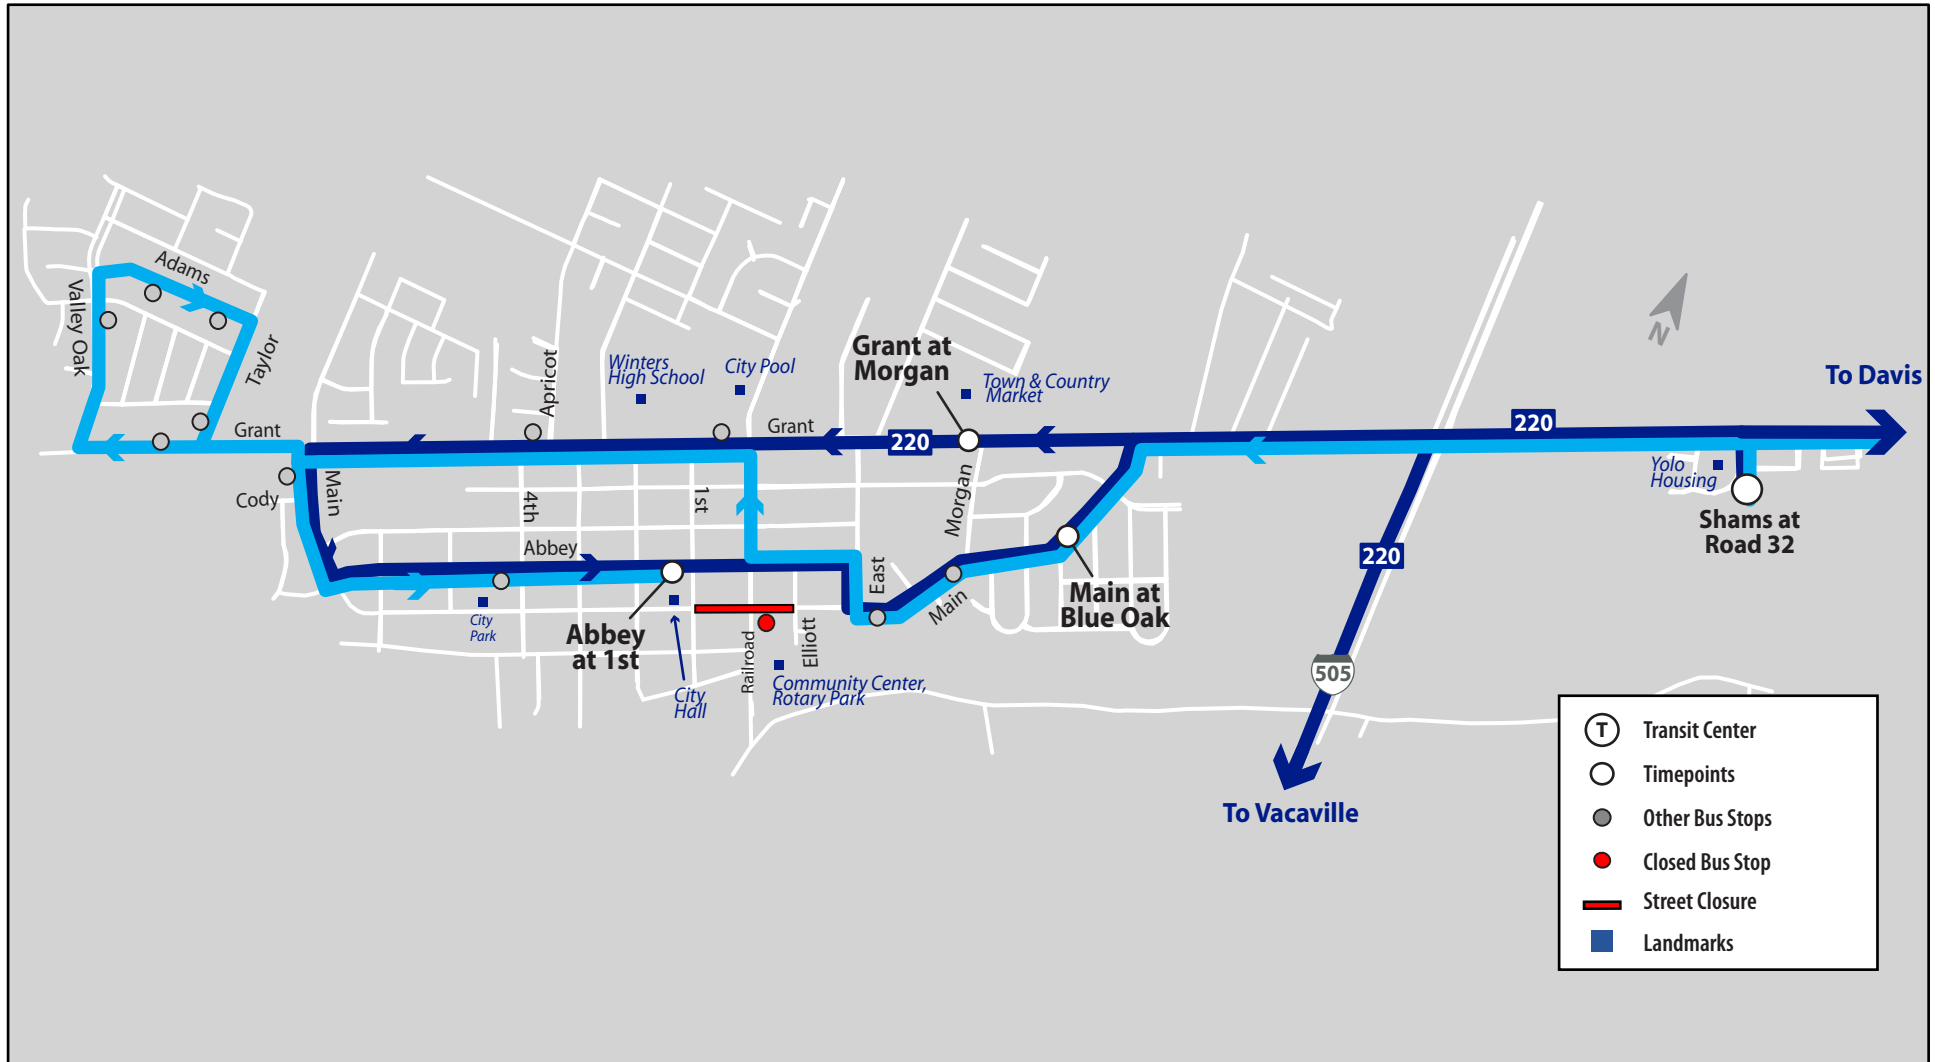 Adams
Valley Oak
Taylor
Grant
Cody
Main
Apricot
4th
Abbey
Winters
High School
City Pool
1st
Grant
Grant at
Morgan
220
Town & Country
Market
Morgan
220
To Davis
Yolo
Housing
Shams at
Road 32
220
505
To Vacaville
Main at
Blue Oak
East
Main
City
Park
Abbey
at 1st
City
Hall
Railroad
Elliott
Community Center,
Rotary Park
N
T Transit Center
Timepoints
Other Bus Stops
Closed Bus Stop
Street Closure
Landmarks